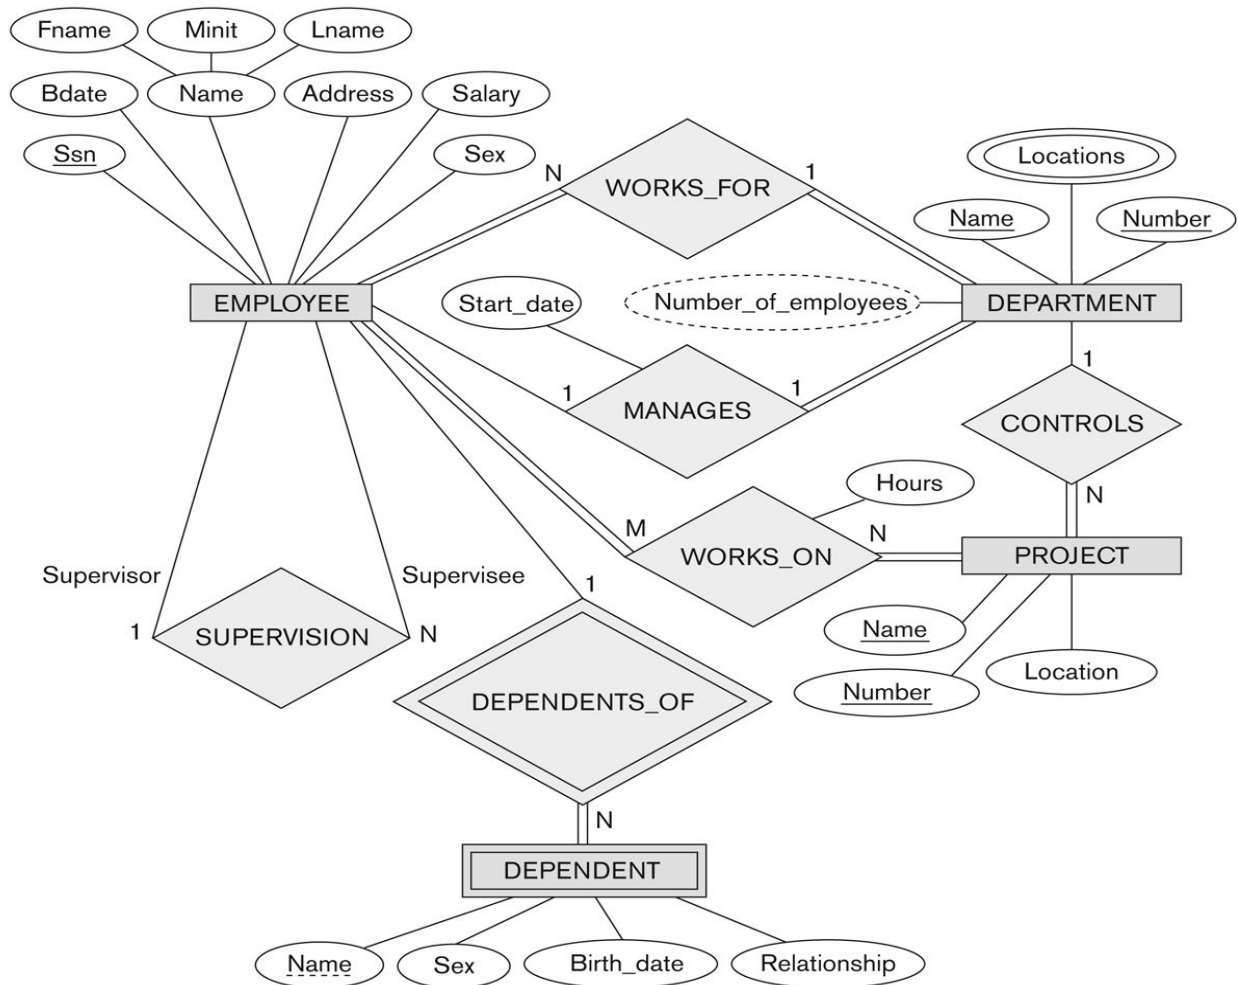 Fname
Minit
Lname
Bdate
Name
Address
Salary
Ssn
Sex
N
WORKS_FOR
1
Locations
Name
Number
EMPLOYEE
Start_date
Number_of_employees
DEPARTMENT
1
MANAGES
1
1
CONTROLS
N
Hours
M
WORKS_ON
N
PROJECT
Supervisor
Supervisee
1
SUPERVISION
N
1
Name
Number
Location
DEPENDENTS_OF
N
DEPENDENT
Name
Sex
Birth_date
Relationship